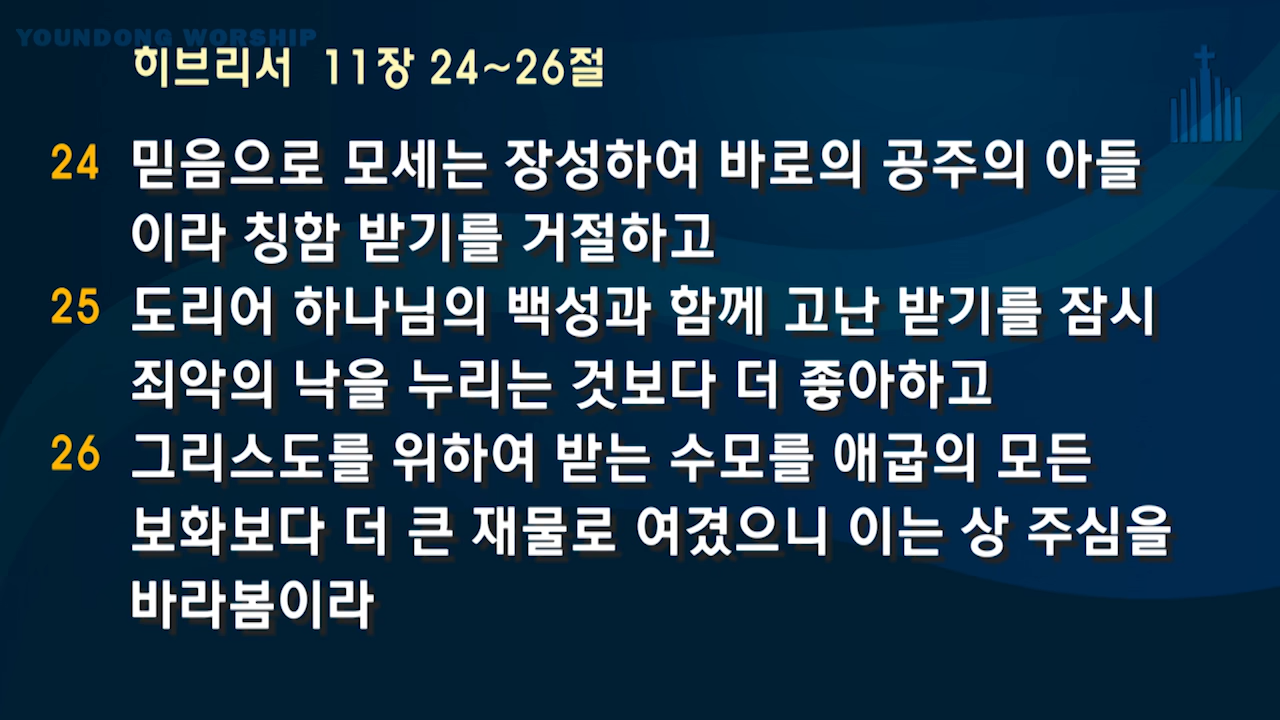 YOUNDONG WORSHIP
히브리서 11장 24~26절
24 믿음으로 모세는 장성하여 바로의 공주의 아들
이라 칭함 받기를 거절하고
25 도리어 하나님의 백성과 함께 고난 받기를 잠시
죄악의 낙을 누리는 것보다 더 좋아하고
26 그리스도를 위하여 받는 수모를 애굽의 모든
보화보다 더 큰 재물로 여겼으니 이는 상 주심을
바라봄이라